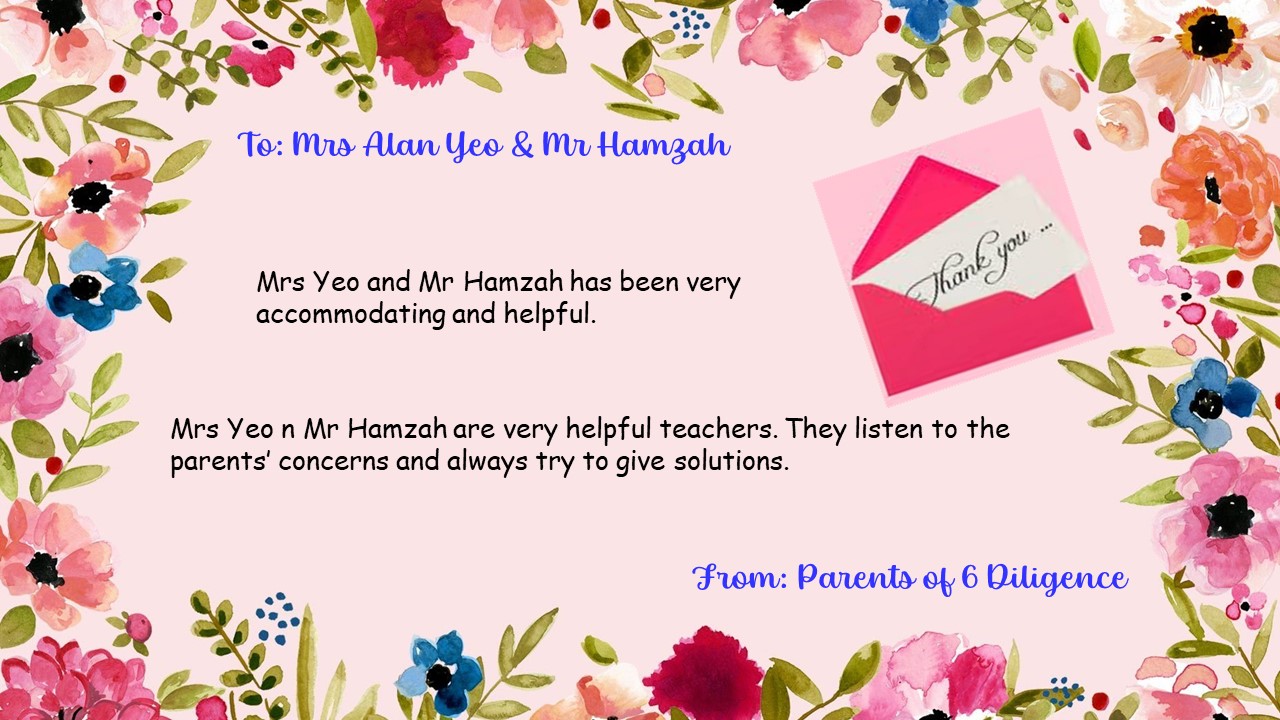 To: Mrs Alan Yeo & Mr Hamzah
Thank you ...
Mrs Yeo and Mr Hamzah has been very
accommodating and helpful.
Mrs Yeo n Mr Hamzah are very helpful teachers. They listen to the
parents’ concerns and always try to give solutions.
From: Parents of 6 Diligence